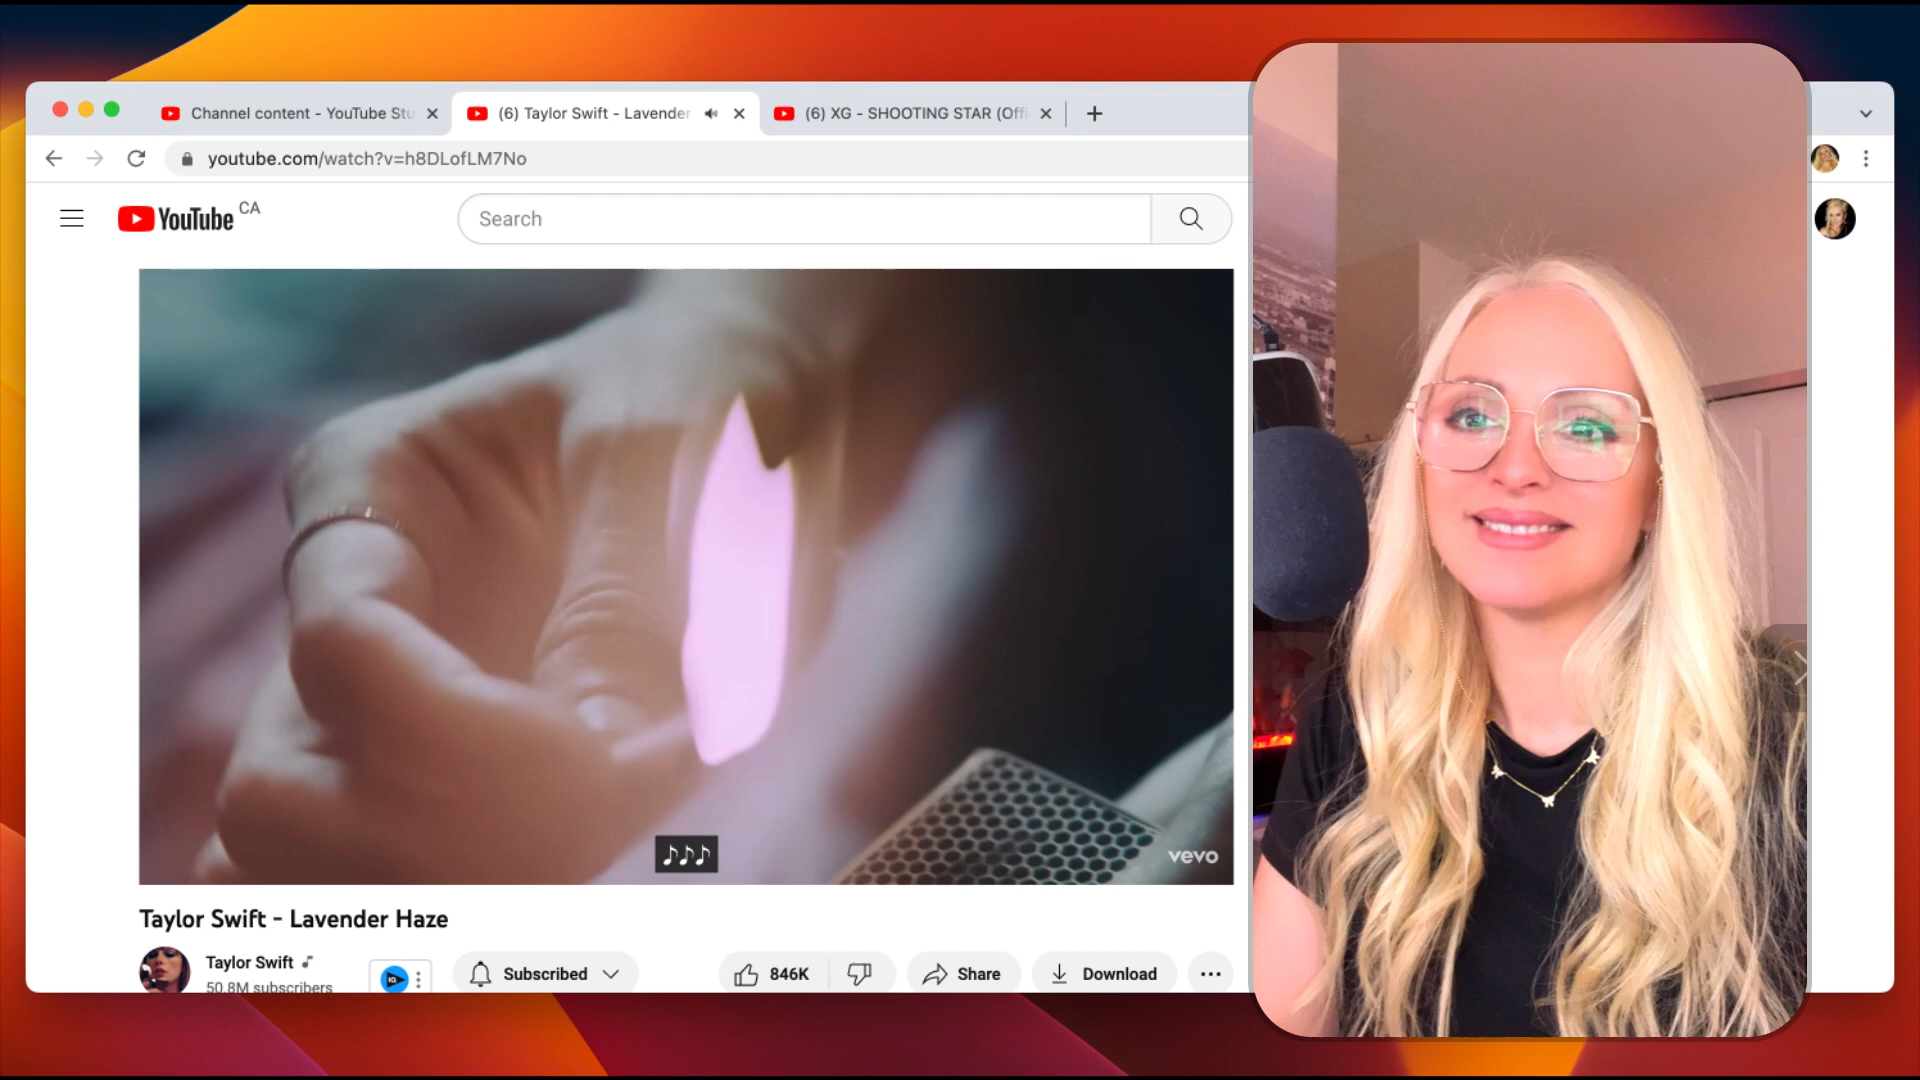 Channel content - YouTube Stu
(6) Taylor Swift - Lavender
(6) XG - SHOOTING STAR (Offi
youtube.com/watch?v=h8DLofLM7No
YouTube CA
Search
♪♪♪
vevo
Taylor Swift - Lavender Haze
Taylor Swift
50.8M subscribers
Subscribed
846K
Share
Download